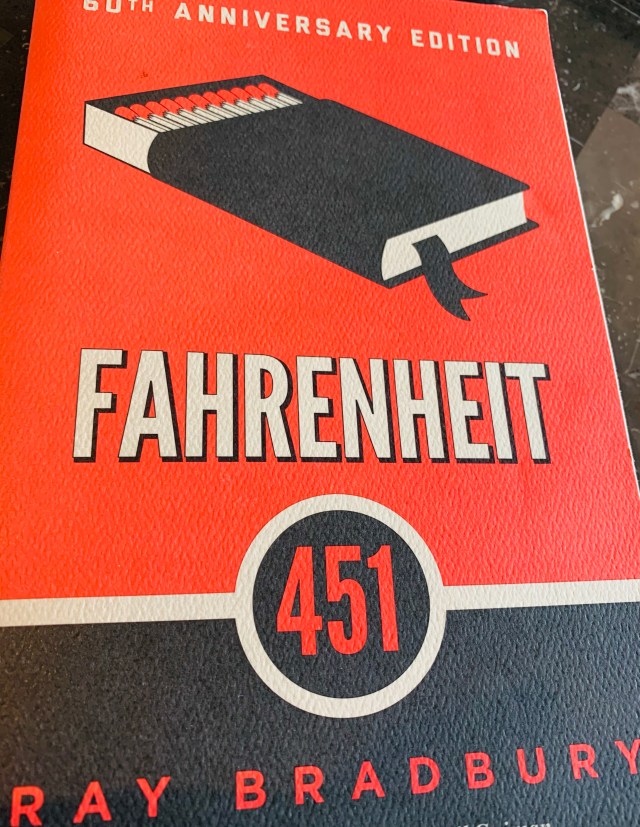 60TH ANNIVERSARY EDITION
FAHRENHEIT
451
RAY BRADBURY